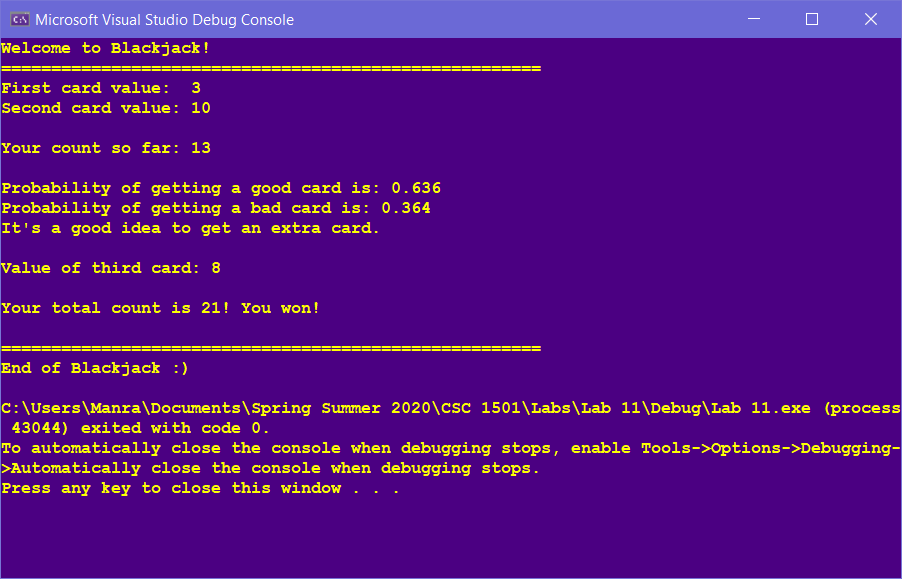 Microsoft Visual Studio Debug Console
Welcome to Blackjack!
======================================================
First card value:  3
Second card value: 10
Your count so far: 13
Probability of getting a good card is: 0.636
Probability of getting a bad card is: 0.364
It's a good idea to get an extra card.
Value of third card: 8
Your total count is 21! You won!
======================================================
End of Blackjack :)
C:\Users\Manra\Documents\Spring Summer 2020\CSC 1501\Labs\Lab 11\Debug\Lab 11.exe (process
 43044) exited with code 0.
To automatically close the console when debugging stops, enable Tools->Options->Debugging-
>Automatically close the console when debugging stops.
Press any key to close this window . . .